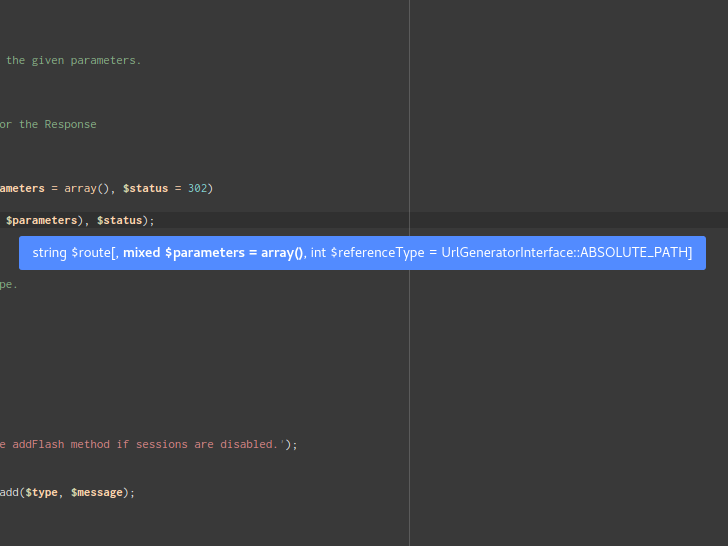 the given parameters.
or the Response
ameters = array(), $status = 302)
$parameters), $status);
string $route[, mixed $parameters = array(), int $referenceType = UrlGeneratorInterface::ABSOLUTE_PATH]
pe.
e addFlash method if sessions are disabled.');
add($type, $message);